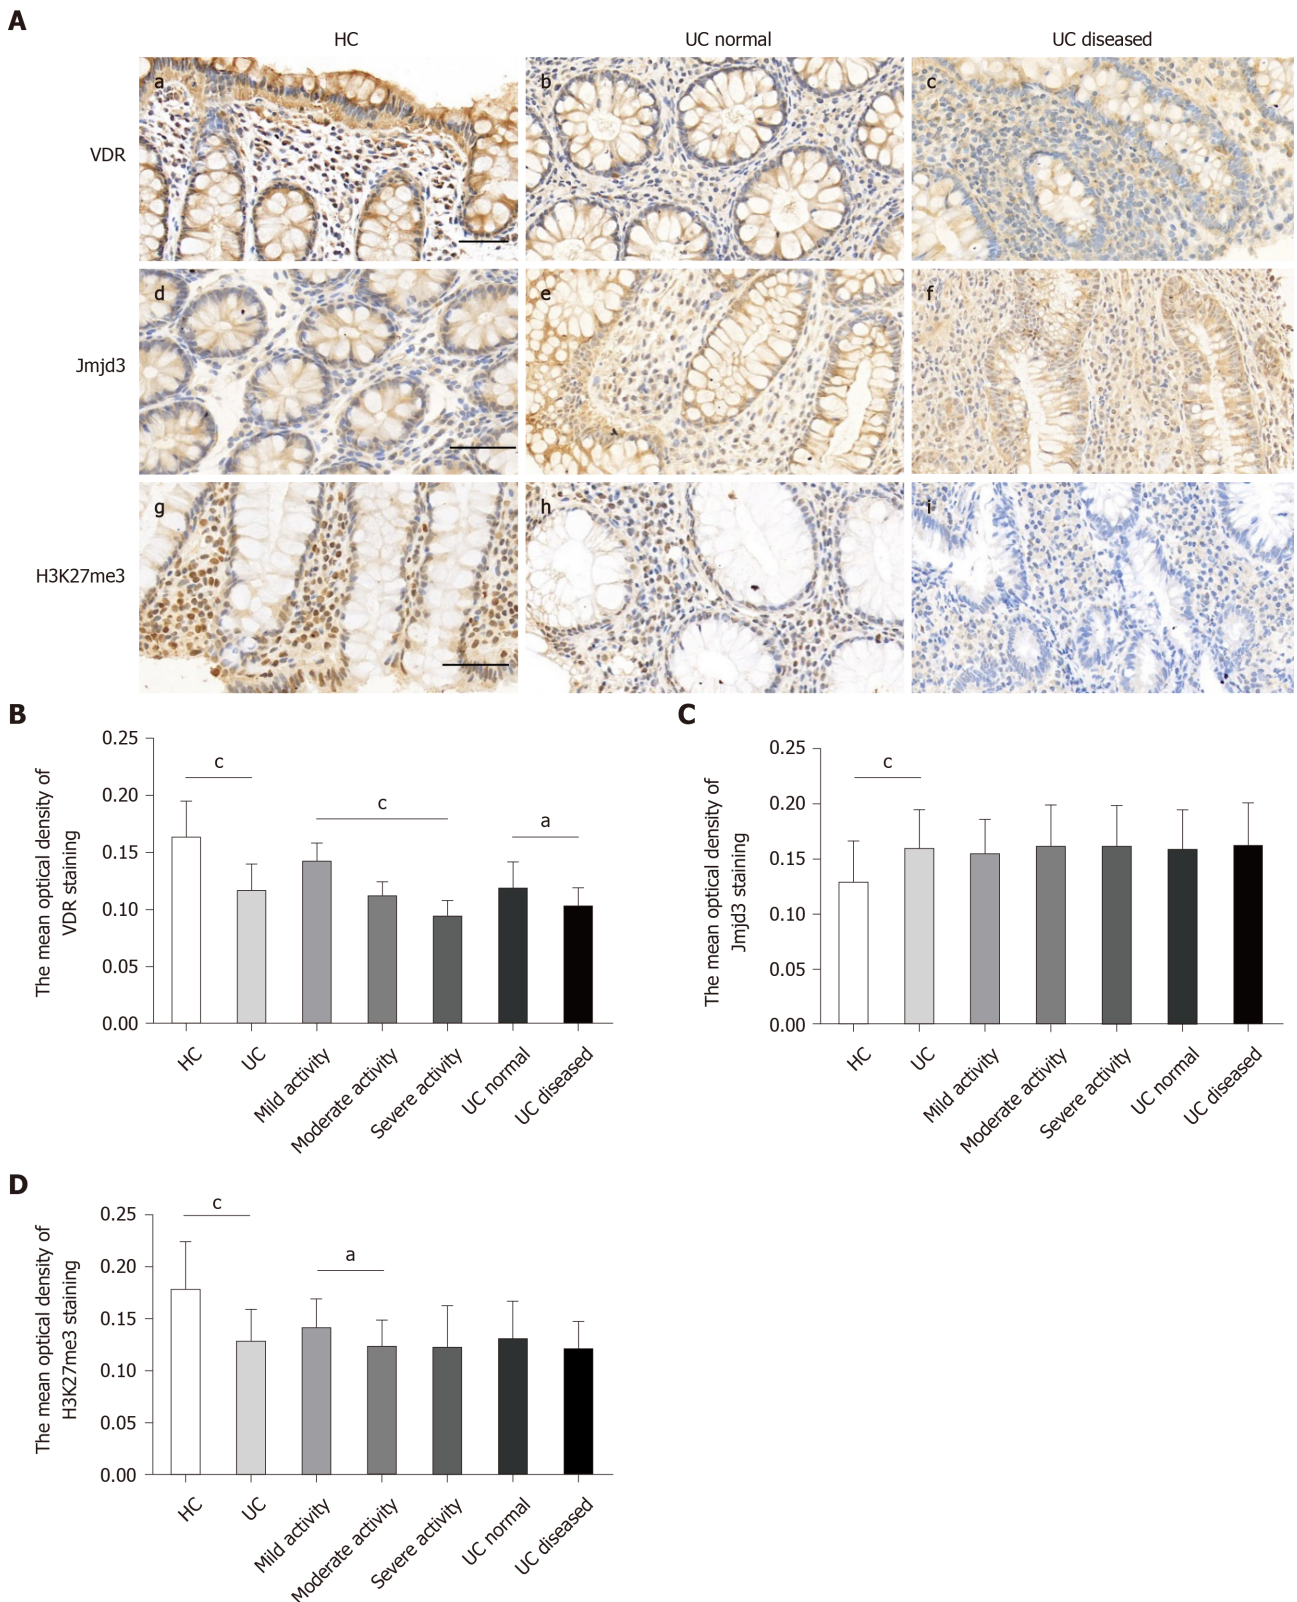 A
HC
UC normal
UC diseased
VDR
a
b
c
Jmjd3
d
e
f
H3K27me3
g
h
i
B
The mean optical density of
VDR staining
0.25
0.20
0.15
0.10
0.05
0.00
c
c
a
HC
UC
Mild activity
Moderate activity
Severe activity
UC normal
UC diseased
C
The mean optical density of
Jmjd3 staining
0.25
0.20
0.15
0.10
0.05
0.00
c
HC
UC
Mild activity
Moderate activity
Severe activity
UC normal
UC diseased
D
The mean optical density of
H3K27me3 staining
0.25
0.20
0.15
0.10
0.05
0.00
c
a
HC
UC
Mild activity
Moderate activity
Severe activity
UC normal
UC diseased